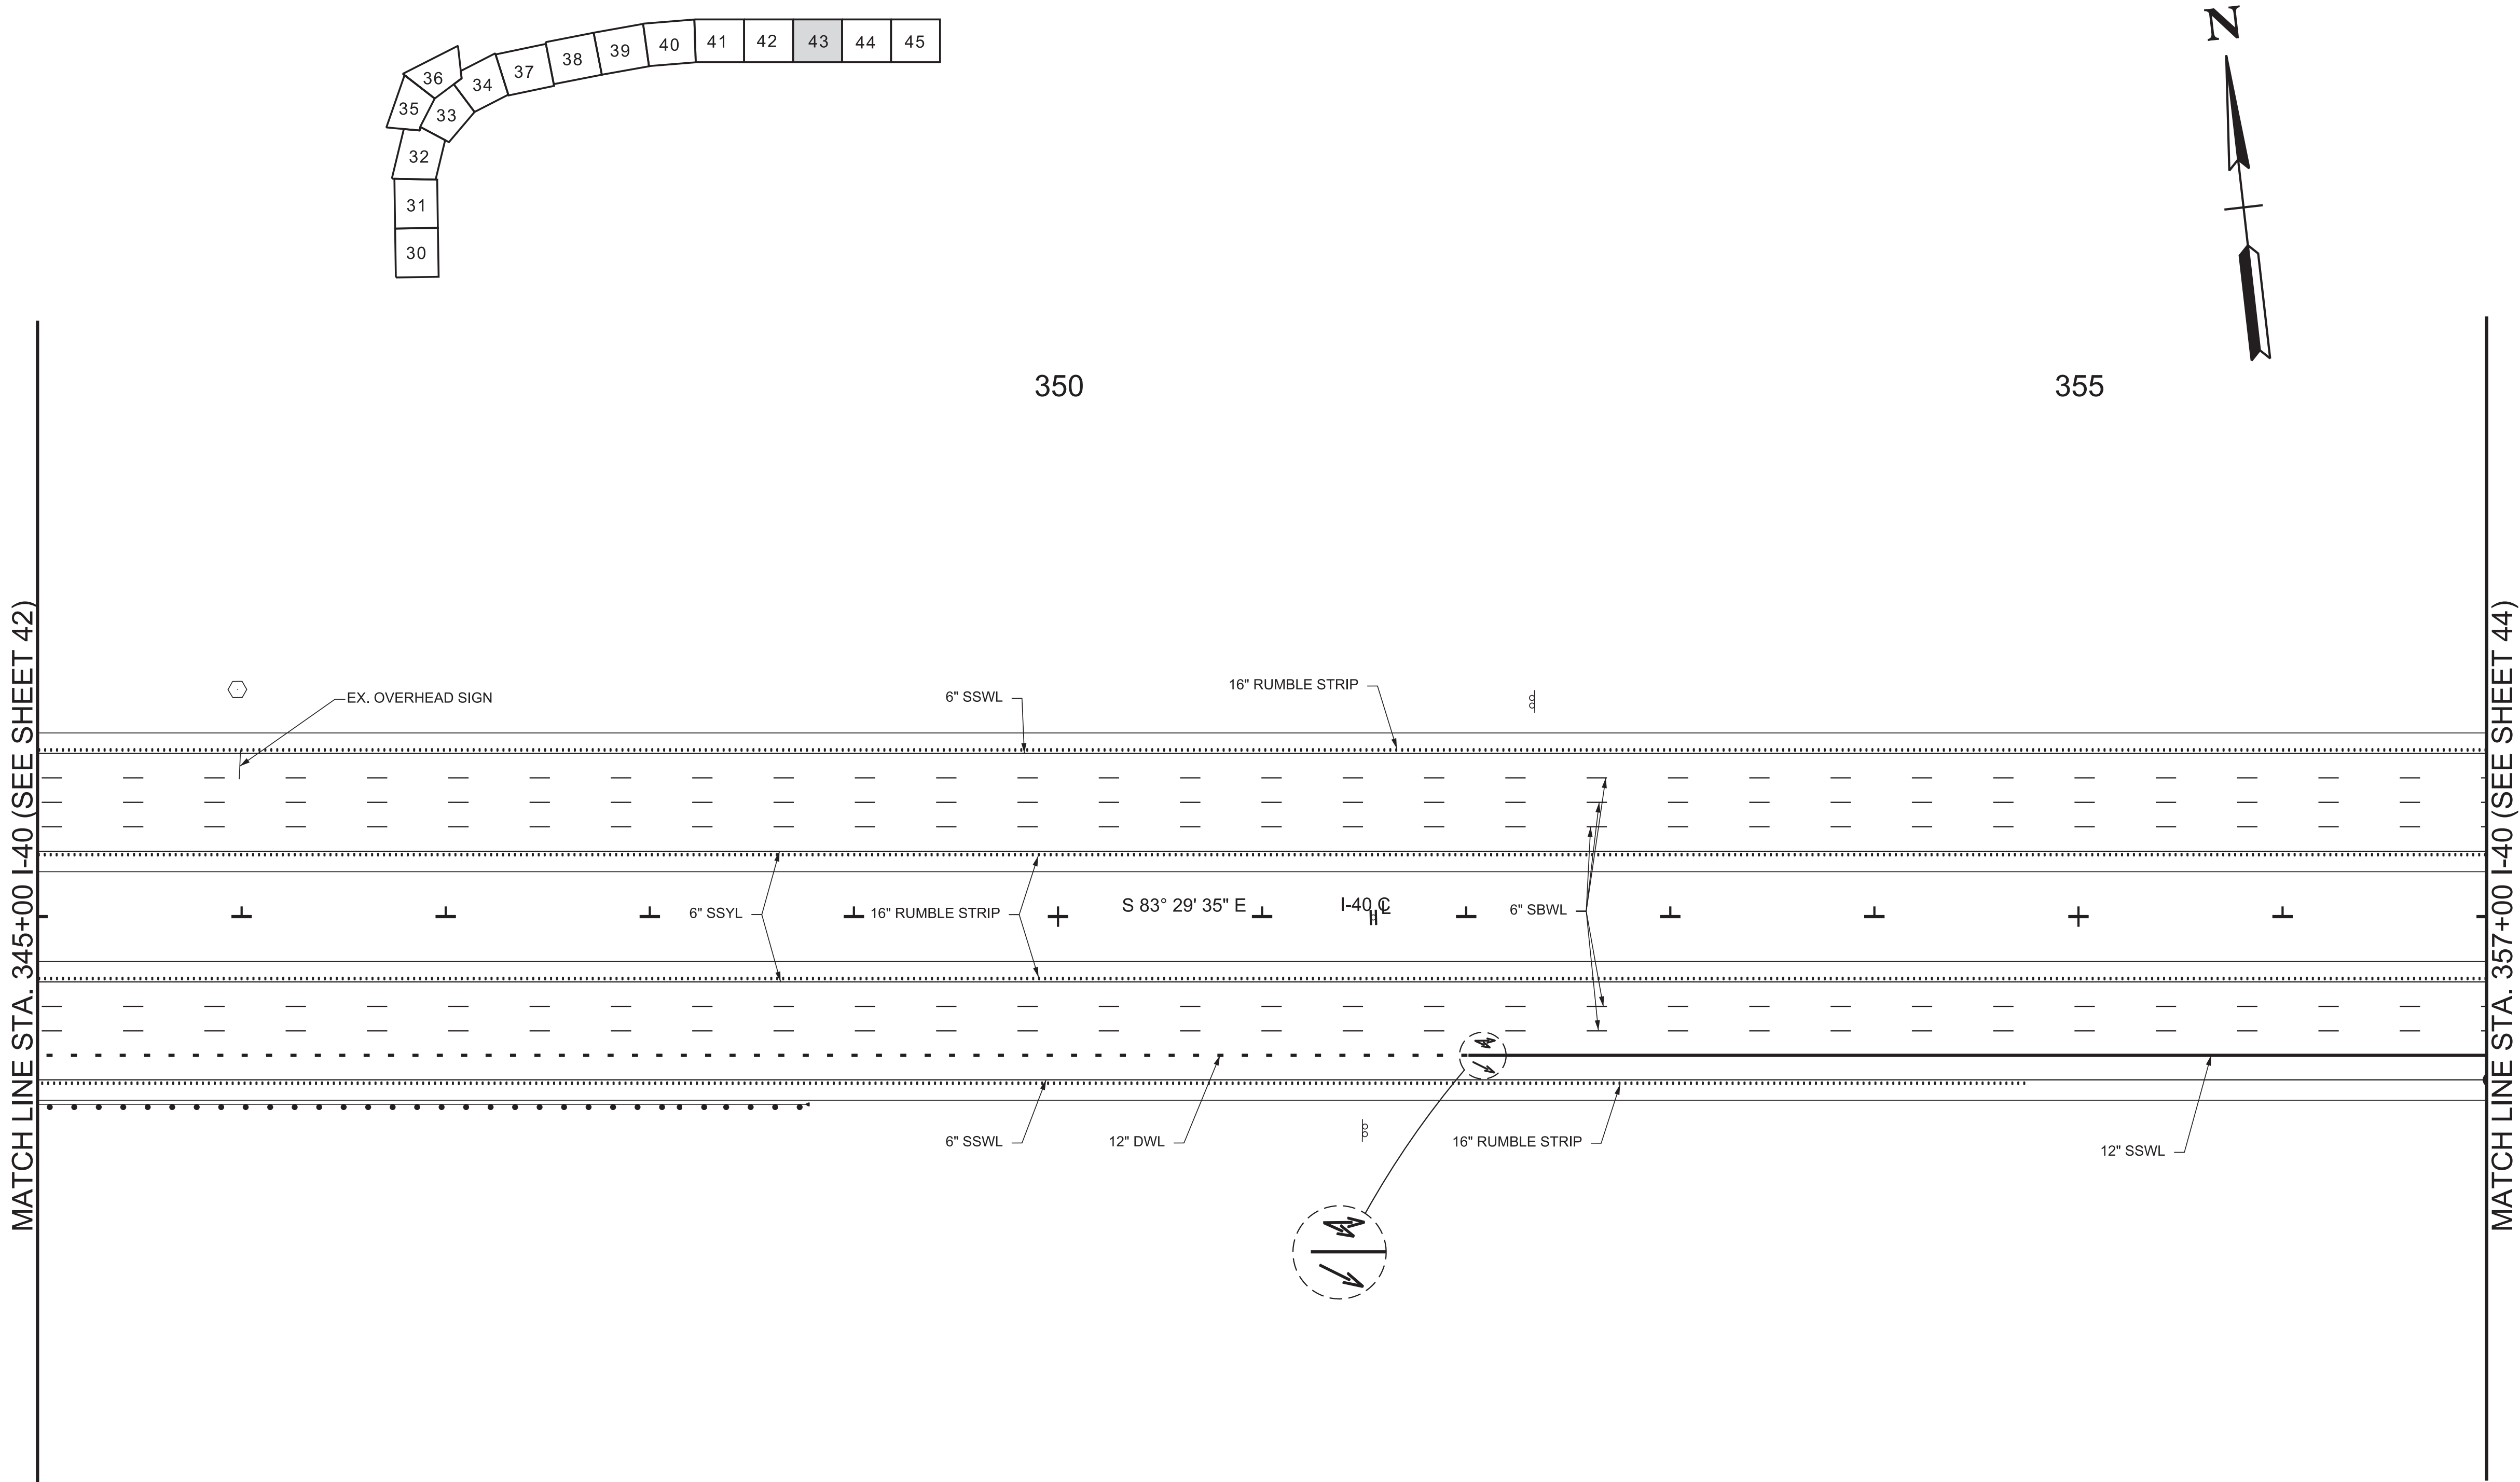 41 42 43 44 45
40
39
38
37
36
34
35
33
32
31
30
N
350 355
MATCH LINE STA. 345+00 I-40 (SEE SHEET 42)
MATCH LINE STA. 357+00 I-40 (SEE SHEET 44)
EX. OVERHEAD SIGN
6" SSWL
16" RUMBLE STRIP
6" SSYL
16" RUMBLE STRIP
S 83° 29' 35" E
I-40 ℄
6" SBWL
6" SSWL
12" DWL
16" RUMBLE STRIP
12" SSWL